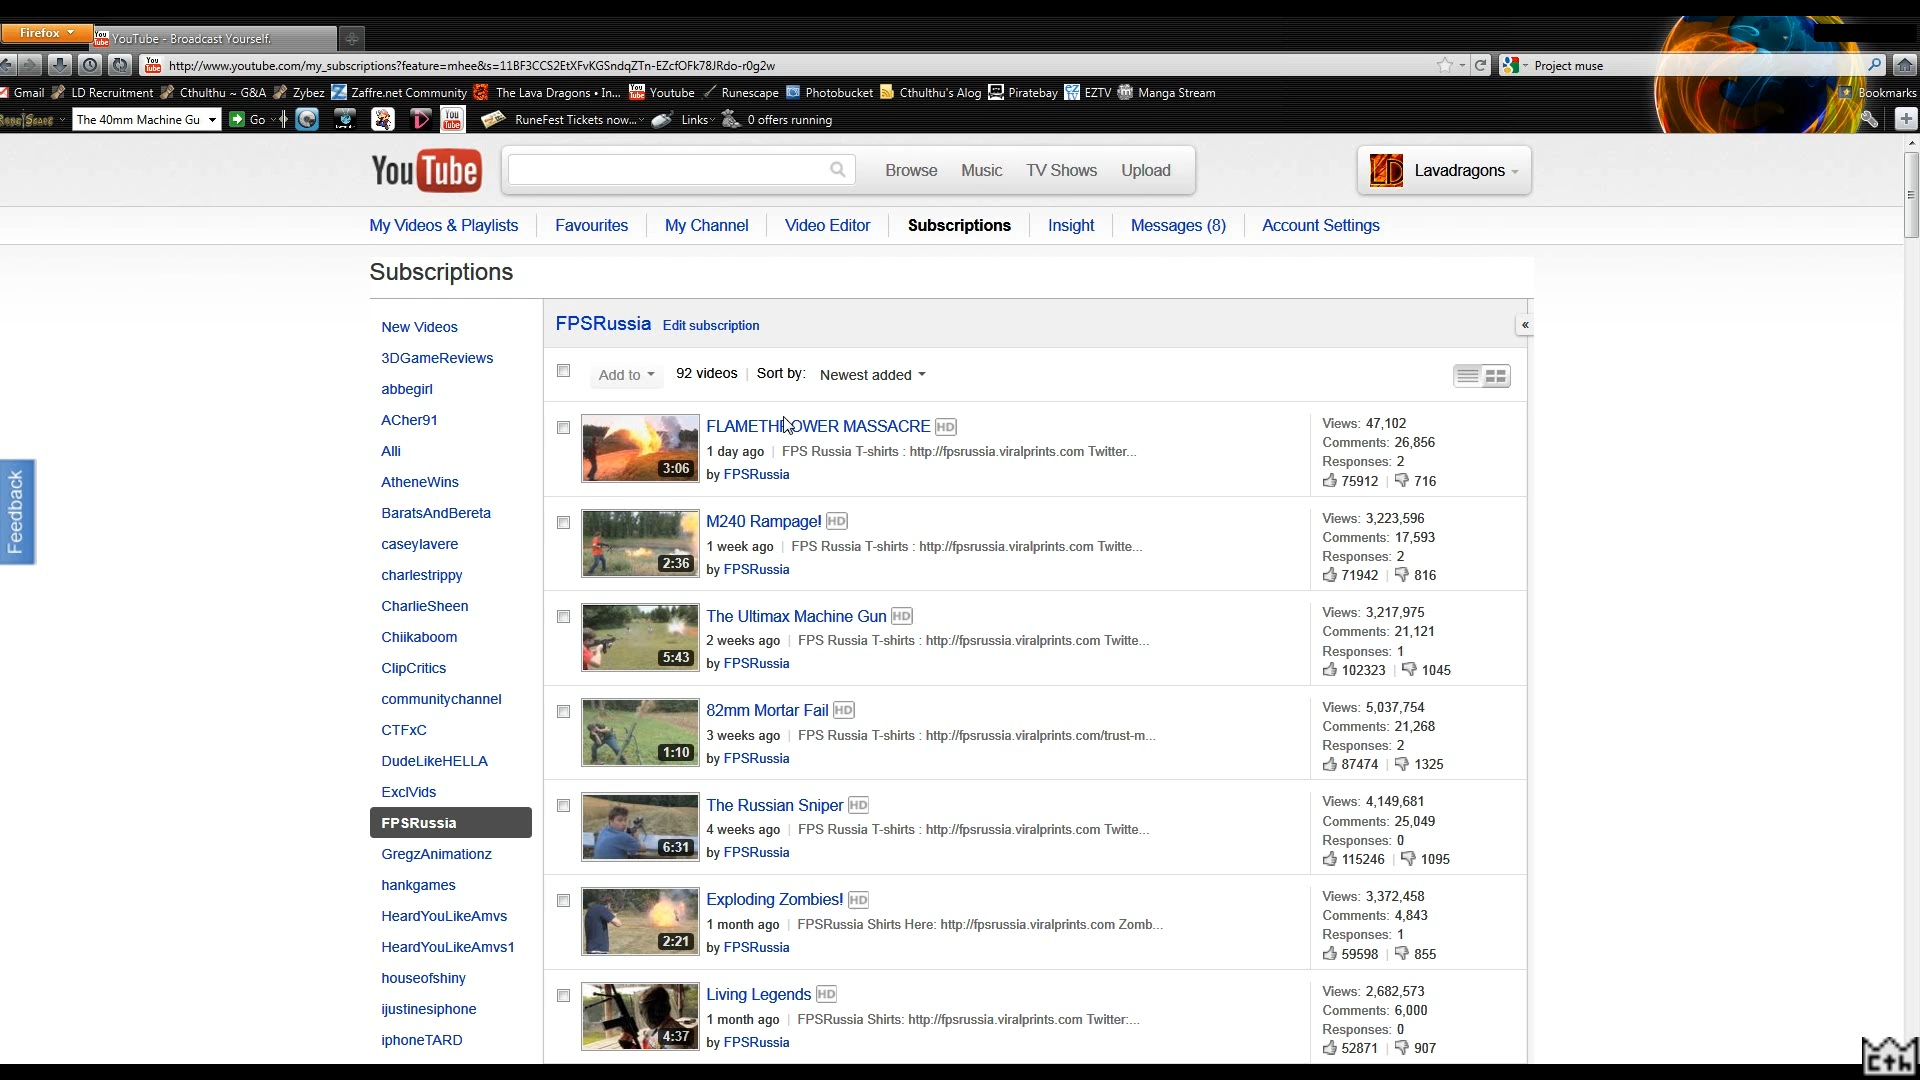 Firefox
YouTube - Broadcast Yourself.
http://www.youtube.com/my_subscriptions?feature=mhee&s=11BF3CCS2EtXFvKGSndqZTn-EZcfOFk78JRdo-r0g2w
Project muse
Gmail LD Recruitment Cthulhu ~ G&A Zybez Zaffre.net Community The Lava Dragons • In... Youtube Runescape Photobucket Cthulhu's Alog Piratebay EZTV Manga Stream Bookmarks
RuneScape The 40mm Machine Gu Go RuneFest Tickets now... Links 0 offers running
YouTube Browse Music TV Shows Upload Lavadragons
My Videos & Playlists Favourites My Channel Video Editor Subscriptions Insight Messages (8) Account Settings
Subscriptions
New Videos
3DGameReviews
abbegirl
ACher91
Alli
AtheneWins
BaratsAndBereta
caseylavere
charlestrippy
CharlieSheen
Chiikaboom
ClipCritics
communitychannel
CTFxC
DudeLikeHELLA
ExclVids
FPSRussia
GregzAnimationz
hankgames
HeardYouLikeAmvs
HeardYouLikeAmvs1
houseofshiny
ijustinesiphone
iphoneTARD
Feedback
FPSRussia Edit subscription «
Add to 92 videos Sort by: Newest added
3:06
FLAMETHROWER MASSACRE HD
1 day ago FPS Russia T-shirts : http://fpsrussia.viralprints.com Twitter...
by FPSRussia
Views: 47,102
Comments: 26,856
Responses: 2
75912 716
2:36
M240 Rampage! HD
1 week ago FPS Russia T-shirts : http://fpsrussia.viralprints.com Twitte...
by FPSRussia
Views: 3,223,596
Comments: 17,593
Responses: 2
71942 816
5:43
The Ultimax Machine Gun HD
2 weeks ago FPS Russia T-shirts : http://fpsrussia.viralprints.com Twitte...
by FPSRussia
Views: 3,217,975
Comments: 21,121
Responses: 1
102323 1045
1:10
82mm Mortar Fail HD
3 weeks ago FPS Russia T-shirts : http://fpsrussia.viralprints.com/trust-m...
by FPSRussia
Views: 5,037,754
Comments: 21,268
Responses: 2
87474 1325
6:31
The Russian Sniper HD
4 weeks ago FPS Russia T-shirts : http://fpsrussia.viralprints.com Twitte...
by FPSRussia
Views: 4,149,681
Comments: 25,049
Responses: 0
115246 1095
2:21
Exploding Zombies! HD
1 month ago FPSRussia Shirts Here: http://fpsrussia.viralprints.com Zomb...
by FPSRussia
Views: 3,372,458
Comments: 4,843
Responses: 1
59598 855
4:37
Living Legends HD
1 month ago FPSRussia Shirts: http://fpsrussia.viralprints.com Twitter:...
by FPSRussia
Views: 2,682,573
Comments: 6,000
Responses: 0
52871 907
Cth